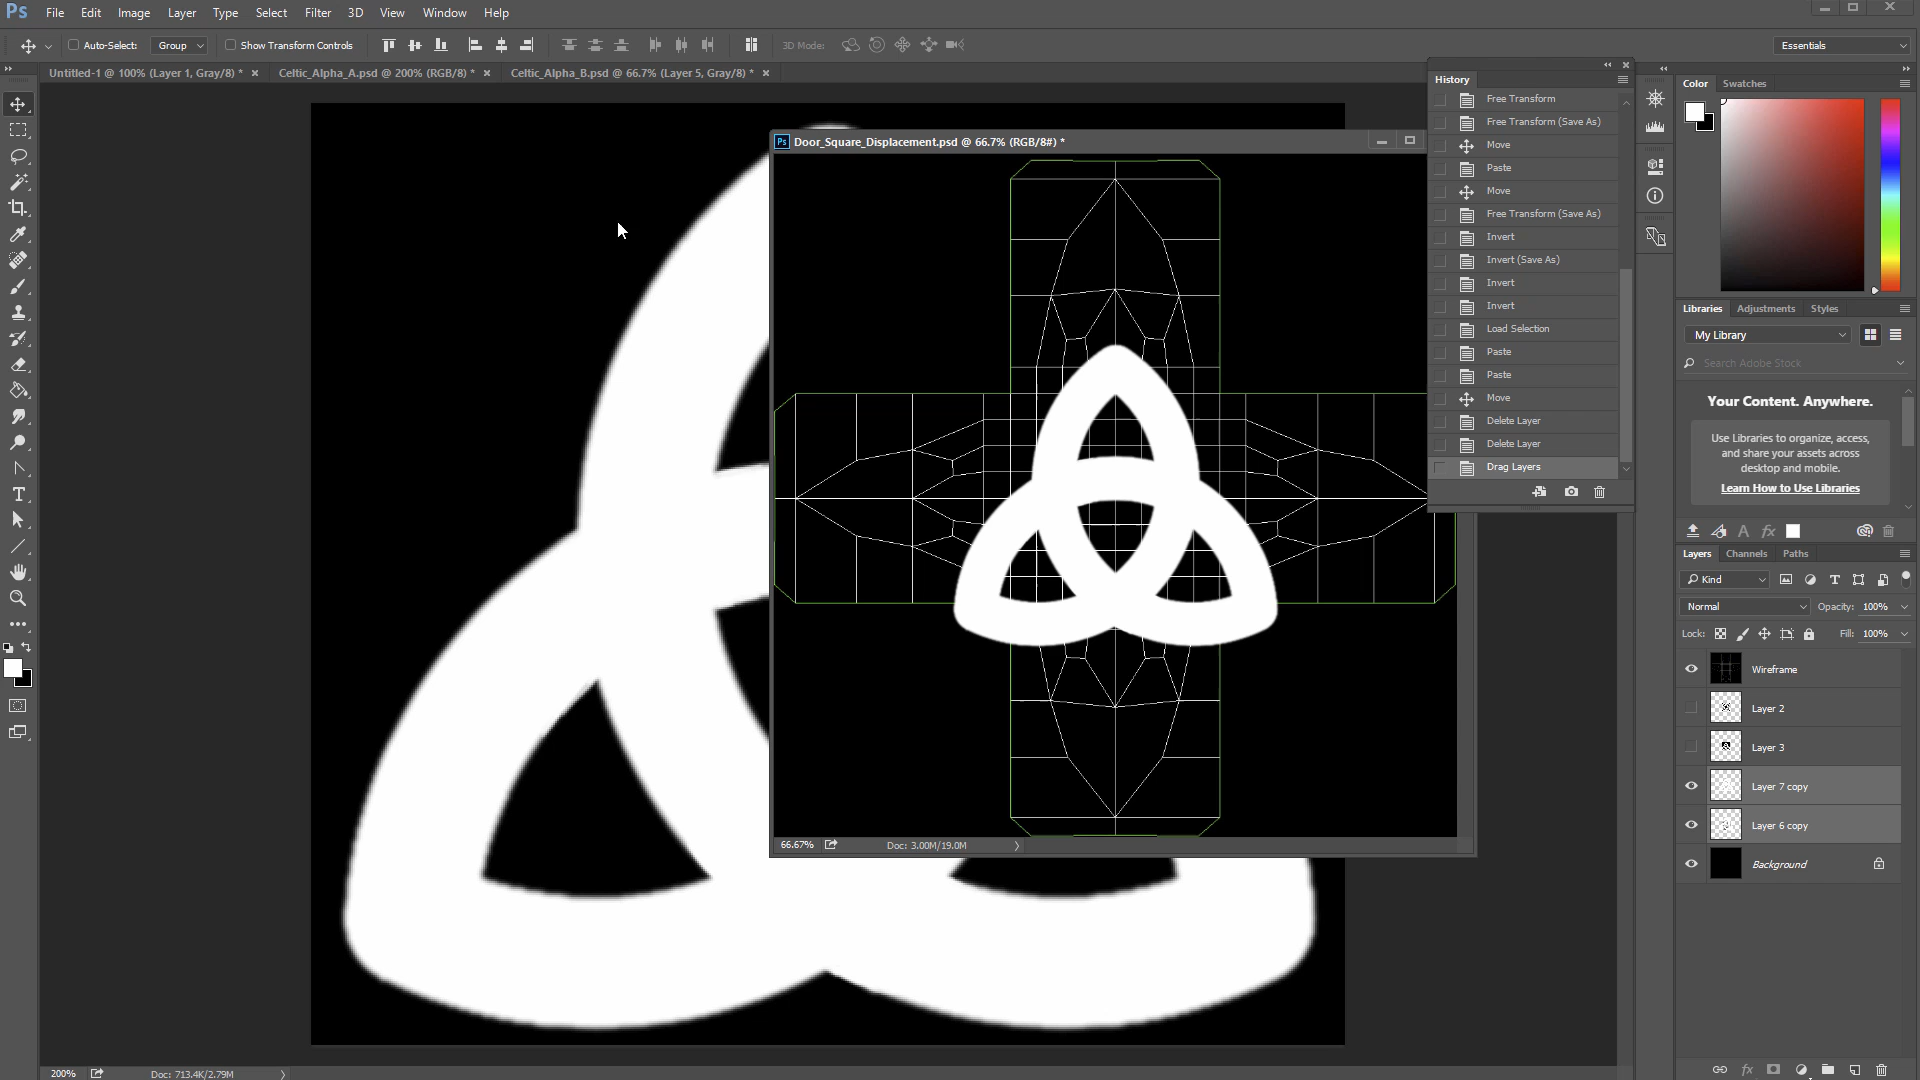 Ps File Edit Image Layer Type Select Filter 3D View Window Help
Auto-Select: Group Show Transform Controls 3D Mode: Essentials
Untitled-1 @ 100% (Layer 1, Gray/8) * × Celtic_Alpha_A.psd @ 200% (RGB/8) * × Celtic_Alpha_B.psd @ 66.7% (Layer 5, Gray/8) * ×
Ps Door_Square_Displacement.psd @ 66.7% (RGB/8#) *
66.67% Doc: 3.00M/19.0M
200% Doc: 713.4K/2.79M
History
Free Transform
Free Transform (Save As)
Move
Paste
Move
Free Transform (Save As)
Invert
Invert (Save As)
Invert
Invert
Load Selection
Paste
Paste
Move
Delete Layer
Delete Layer
Drag Layers
Color Swatches
Libraries Adjustments Styles
My Library
Search Adobe Stock
Your Content. Anywhere.
Use Libraries to organize, access,
and share your assets across
desktop and mobile.
Learn How to Use Libraries
A fx
Layers Channels Paths
Kind T
Normal Opacity: 100%
Lock: Fill: 100%
Wireframe
Layer 2
Layer 3
Layer 7 copy
Layer 6 copy
Background
fx